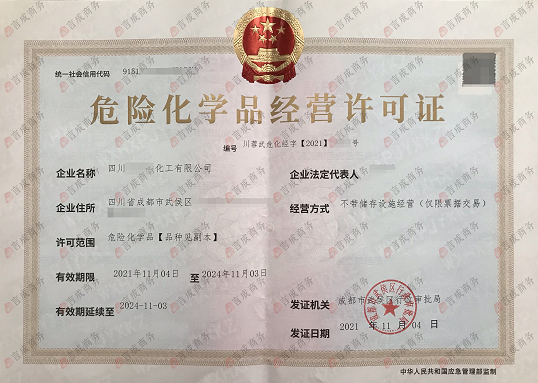 统一社会信用代码 9151
危险化学品经营许可证
编号 川蓉武危化经字【2021】 号
企业名称 四川 化工有限公司
企业法定代表人
企业住所 四川省成都市武侯区
经营方式 不带储存设施经营（仅限票据交易）
许可范围 危险化学品【品种见副本】
有效期限 2021年11月04日 至 2024年11月03日
有效期延续至 2024-11-03
发证机关 成都市武侯区行政审批局
发证日期 2021 年 11 月 04 日
中华人民共和国应急管理部监制